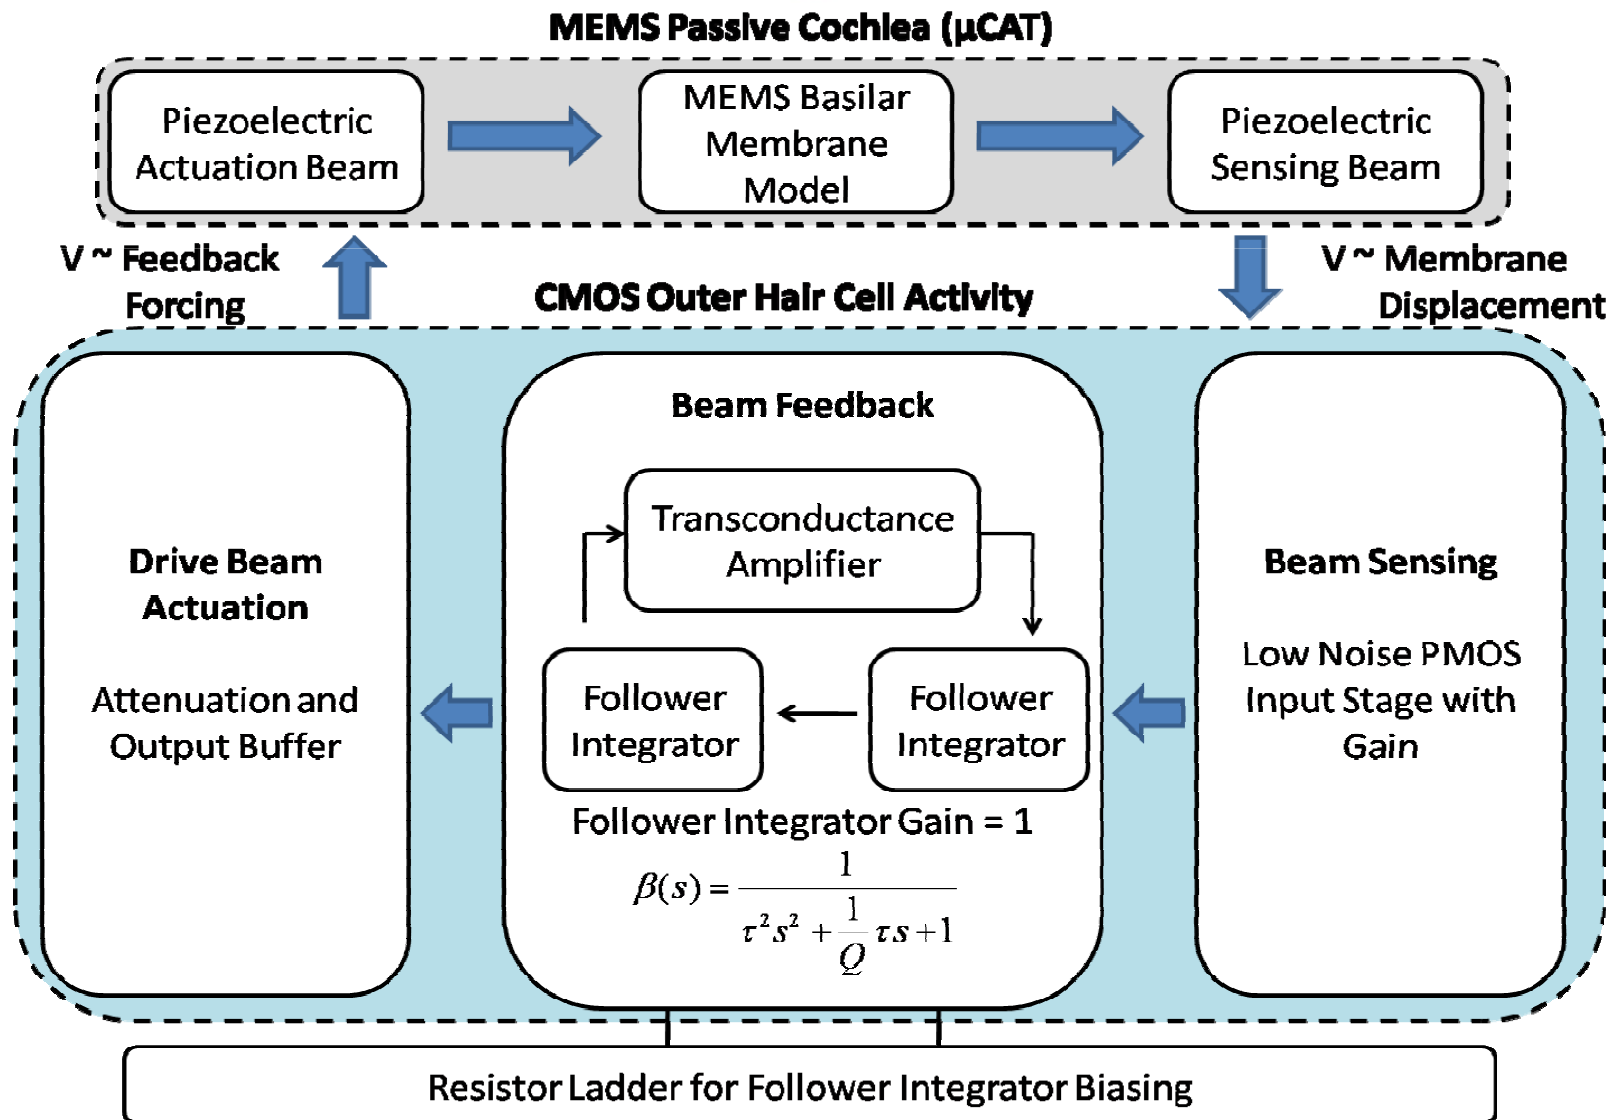 MEMS Passive Cochlea (μCAT)
Piezoelectric
Actuation Beam
MEMS Basilar
Membrane
Model
Piezoelectric
Sensing Beam
V ~ Feedback
Forcing
V ~ Membrane
Displacement
CMOS Outer Hair Cell Activity
Drive Beam
Actuation
Attenuation and
Output Buffer
Beam Feedback
Transconductance
Amplifier
Follower
Integrator
Follower
Integrator
Follower Integrator Gain = 1
β(s) = 1 / (τ²s² + (1/Q)τs + 1)
Beam Sensing
Low Noise PMOS
Input Stage with
Gain
Resistor Ladder for Follower Integrator Biasing